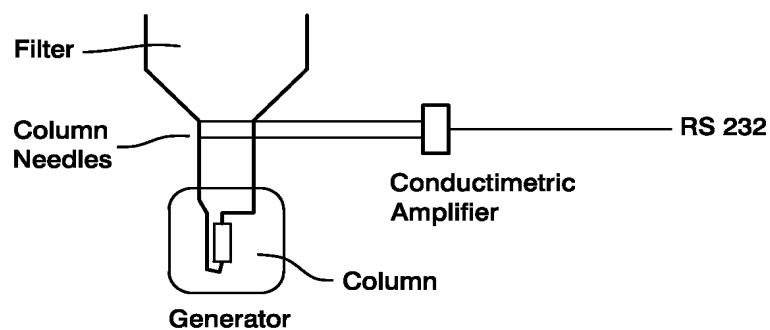 Filter
Column
Needles
RS 232
Conductimetric
Amplifier
Column
Generator